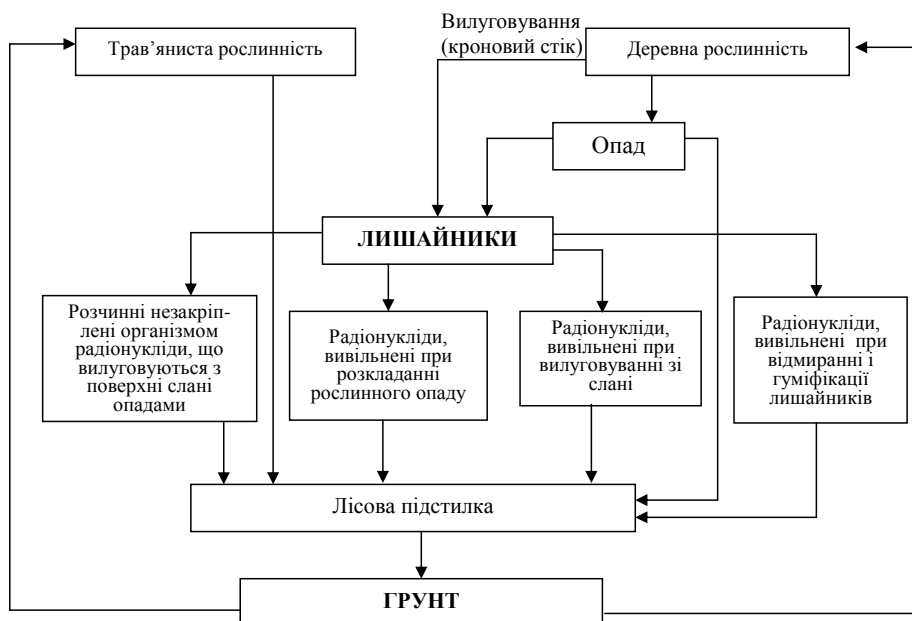 Вилуговування
(кроновий стік)
Трав’яниста рослинність
Деревна рослинність
Опад
ЛИШАЙНИКИ
Розчинні незакріп-
лені організмом
радіонукліди, що
вилуговуються з
поверхні слані
опадами
Радіонукліди,
вивільнені при
розкладанні
рослинного опаду
Радіонукліди,
вивільнені при
вилуговуванні зі
слані
Радіонукліди,
вивільнені при
відмиранні і
гуміфікації
лишайників
Лісова підстилка
ГРУНТ